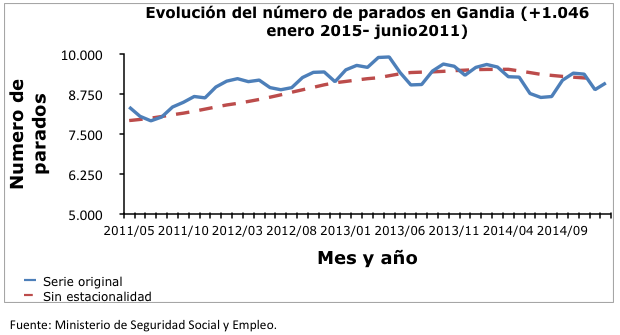 Evolución del número de parados en Gandia (+1.046
enero 2015- junio2011)
Numero de
parados
10.000
8.750
7.500
6.250
5.000
2011/05 2011/10 2012/03 2012/08 2013/01 2013/06 2013/11 2014/04 2014/09
Mes y año
Serie original
Sin estacionalidad
Fuente: Ministerio de Seguridad Social y Empleo.